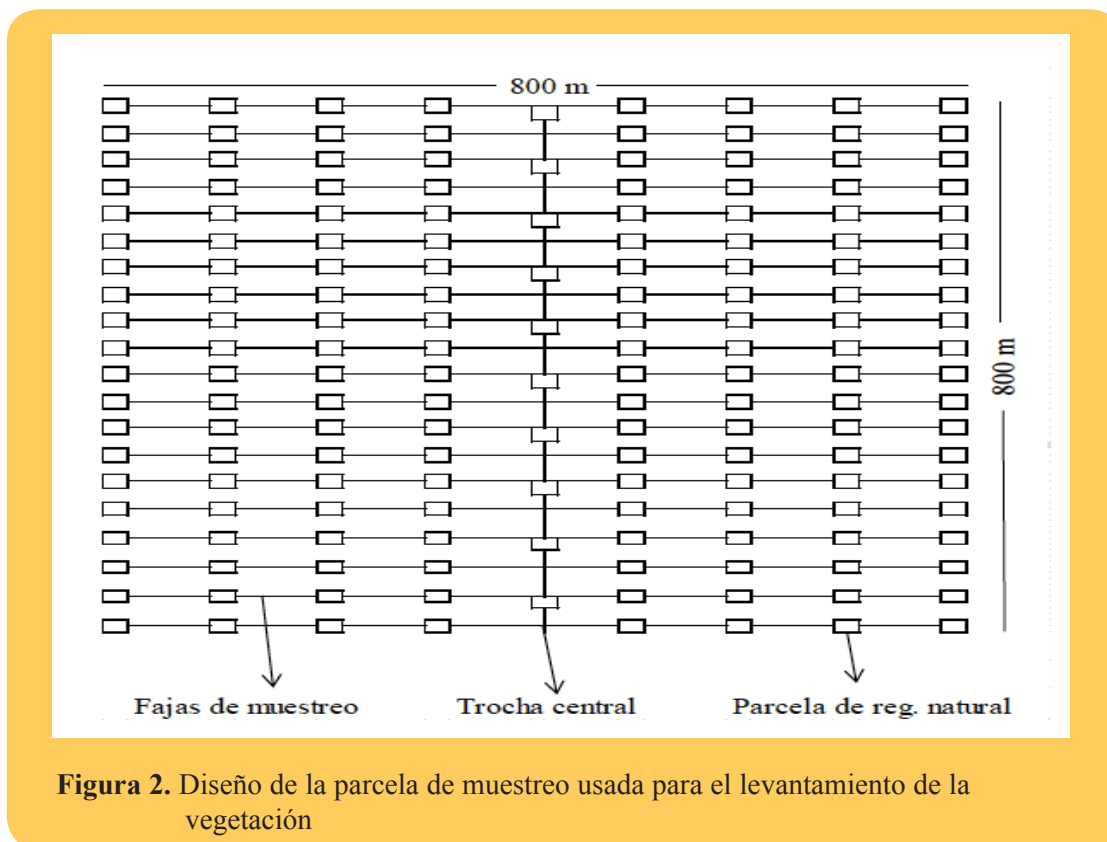 800 m
800 m
Fajas de muestreo
Trocha central
Parcela de reg. natural
Figura 2. Diseño de la parcela de muestreo usada para el levantamiento de la
vegetación